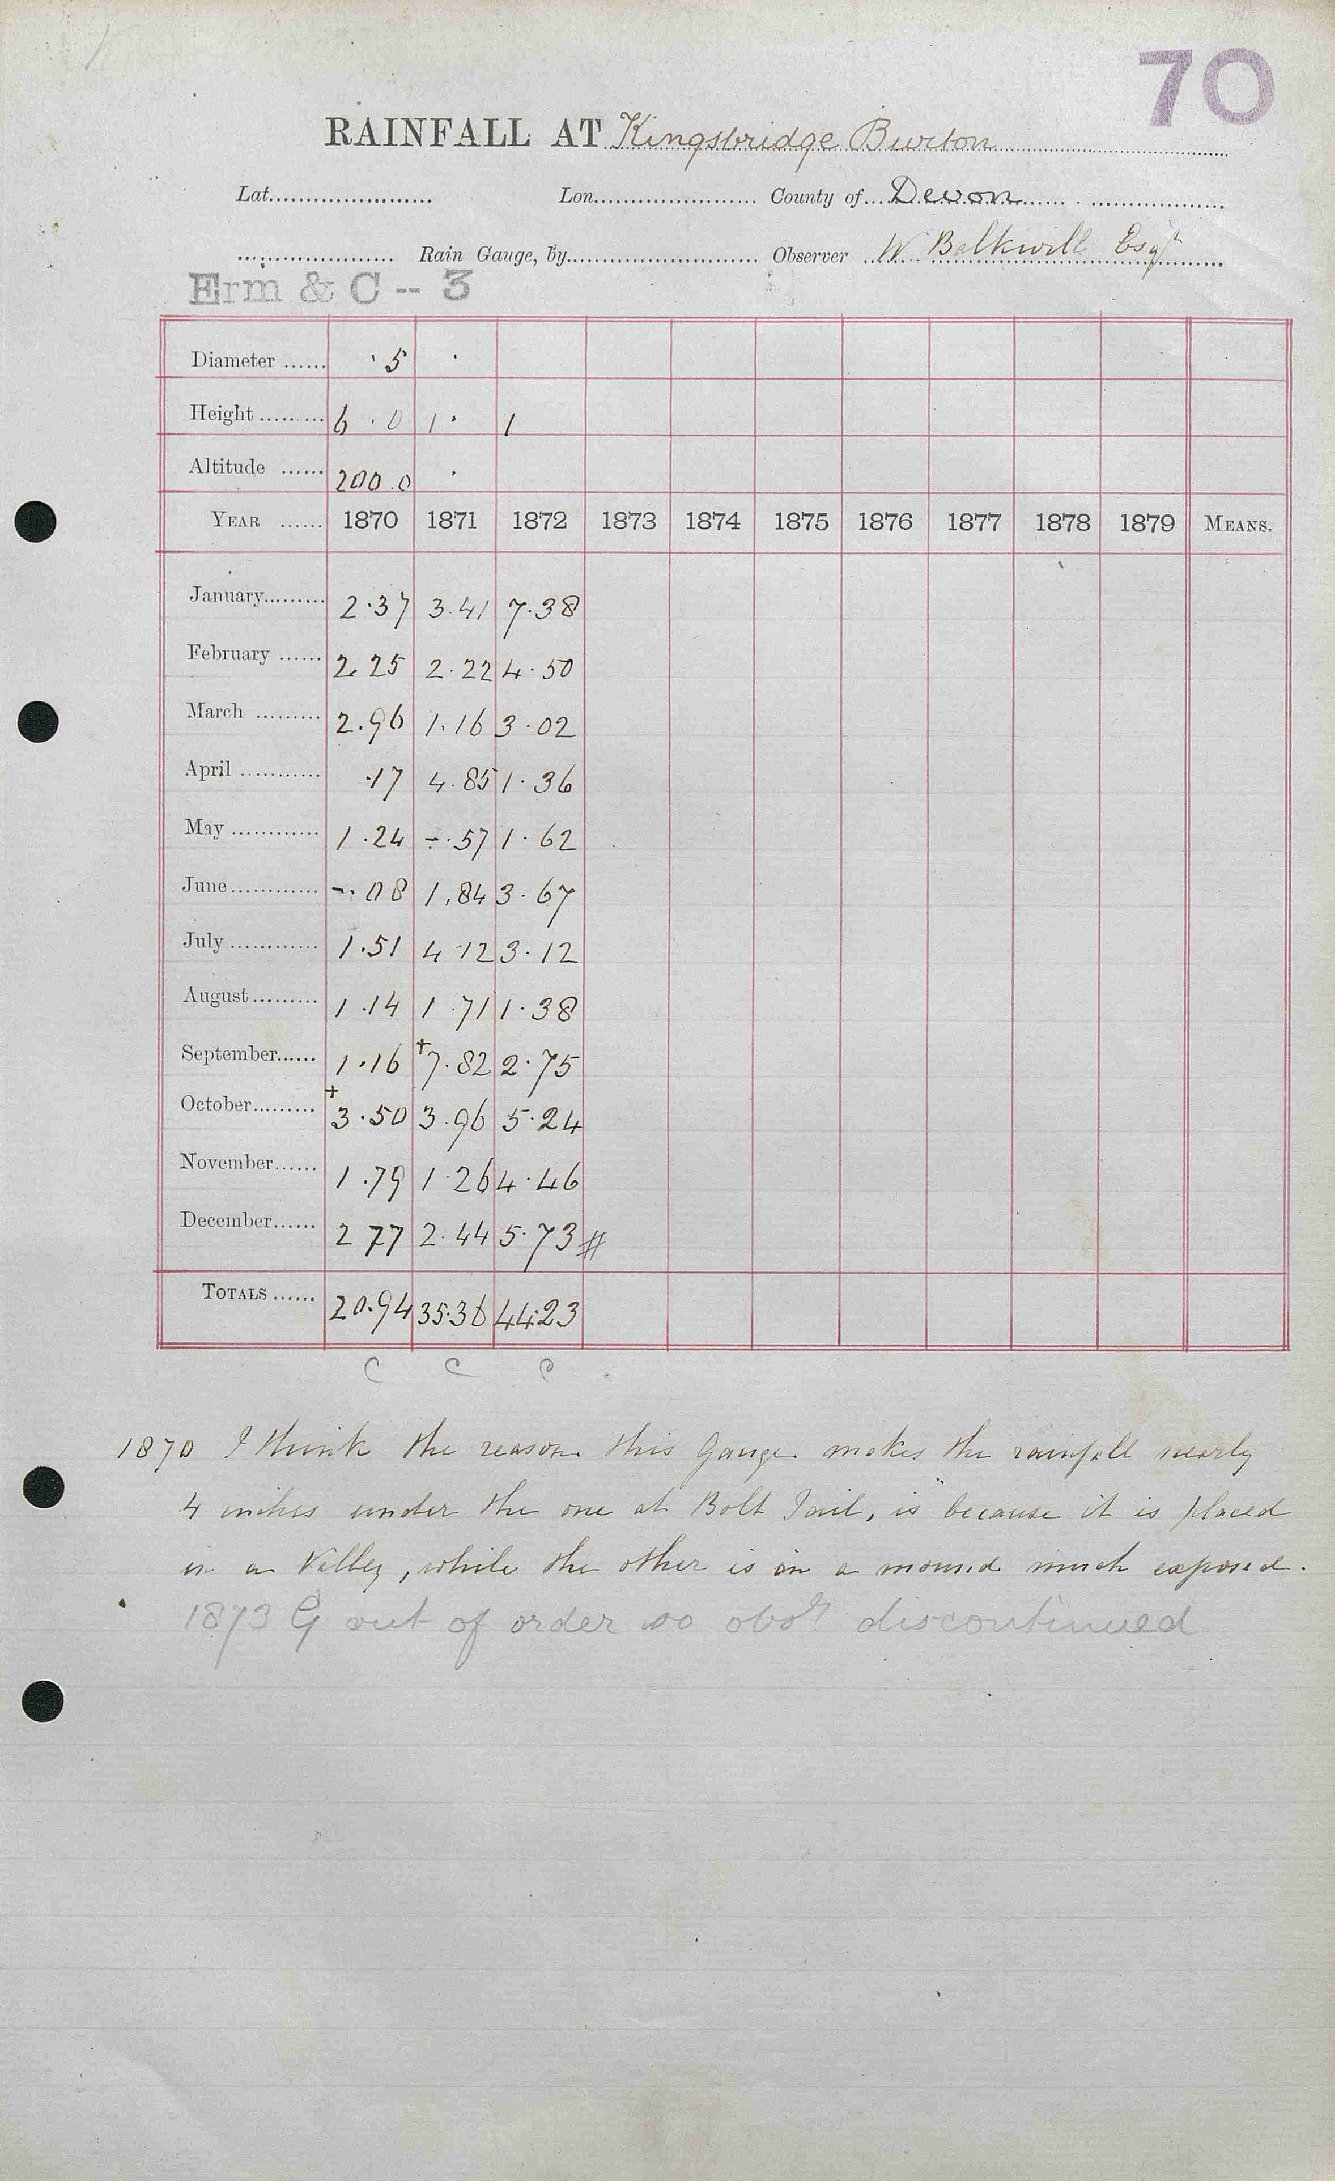 70
RAINFALL AT Kingsbridge Burton
Lat. Lon. County of Devon
Rain Gauge, by Observer W Balkwill Esqr
Erm & C -- 3
Diameter ...... 5
Height ......... 6 . 0 1 . 1
Altitude ...... 200.0
YEAR ...... 1870 1871 1872 1873 1874 1875 1876 1877 1878 1879 MEANS.
January......... 2.37 3.41 7.38
February ...... 2.25 2.22 4.50
March ......... 2.96 1.16 3.02
April ............ .17 4.85 1.36
May ............ 1.24 -.57 1.62
June ............ -.08 1.84 3.67
July ............ 1.51 4.12 3.12
August......... 1.14 1.71 1.38
September...... 1.16 +7.82 2.75
October......... +3.50 3.96 5.24
November...... 1.79 1.26 4.46
December...... 2.77 2.44 5.73 #
TOTALS ...... 20.94 35.36 44.23
C C C
1870 I think the reason this Gauge makes the rainfall nearly
4 inches under the one at Bolt Tail, is because it is placed
in a Valley, while the other is on a mound much exposed.
1873 G out of order so obsr discontinued